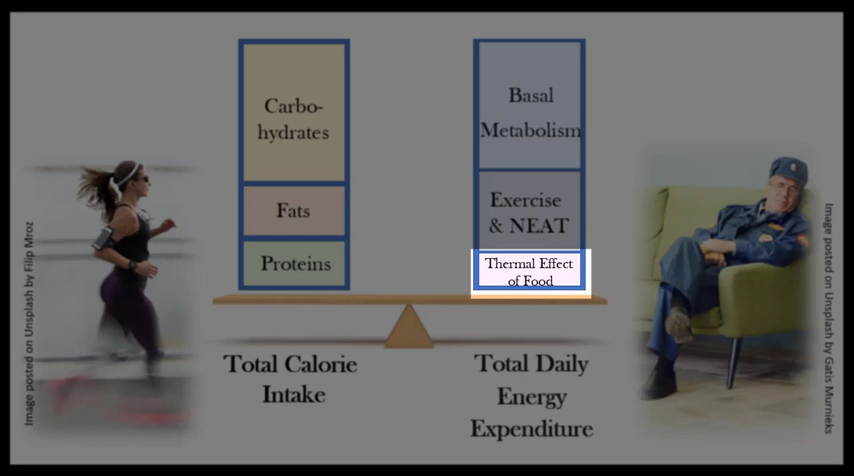 Carbo-
hydrates
Fats
Proteins
Total Calorie
Intake
Basal
Metabolism
Exercise
& NEAT
Thermal Effect
of Food
Total Daily
Energy
Expenditure
Image posted on Unsplash by Filip Mroz
Image posted on Unsplash by Gatis Murnieks